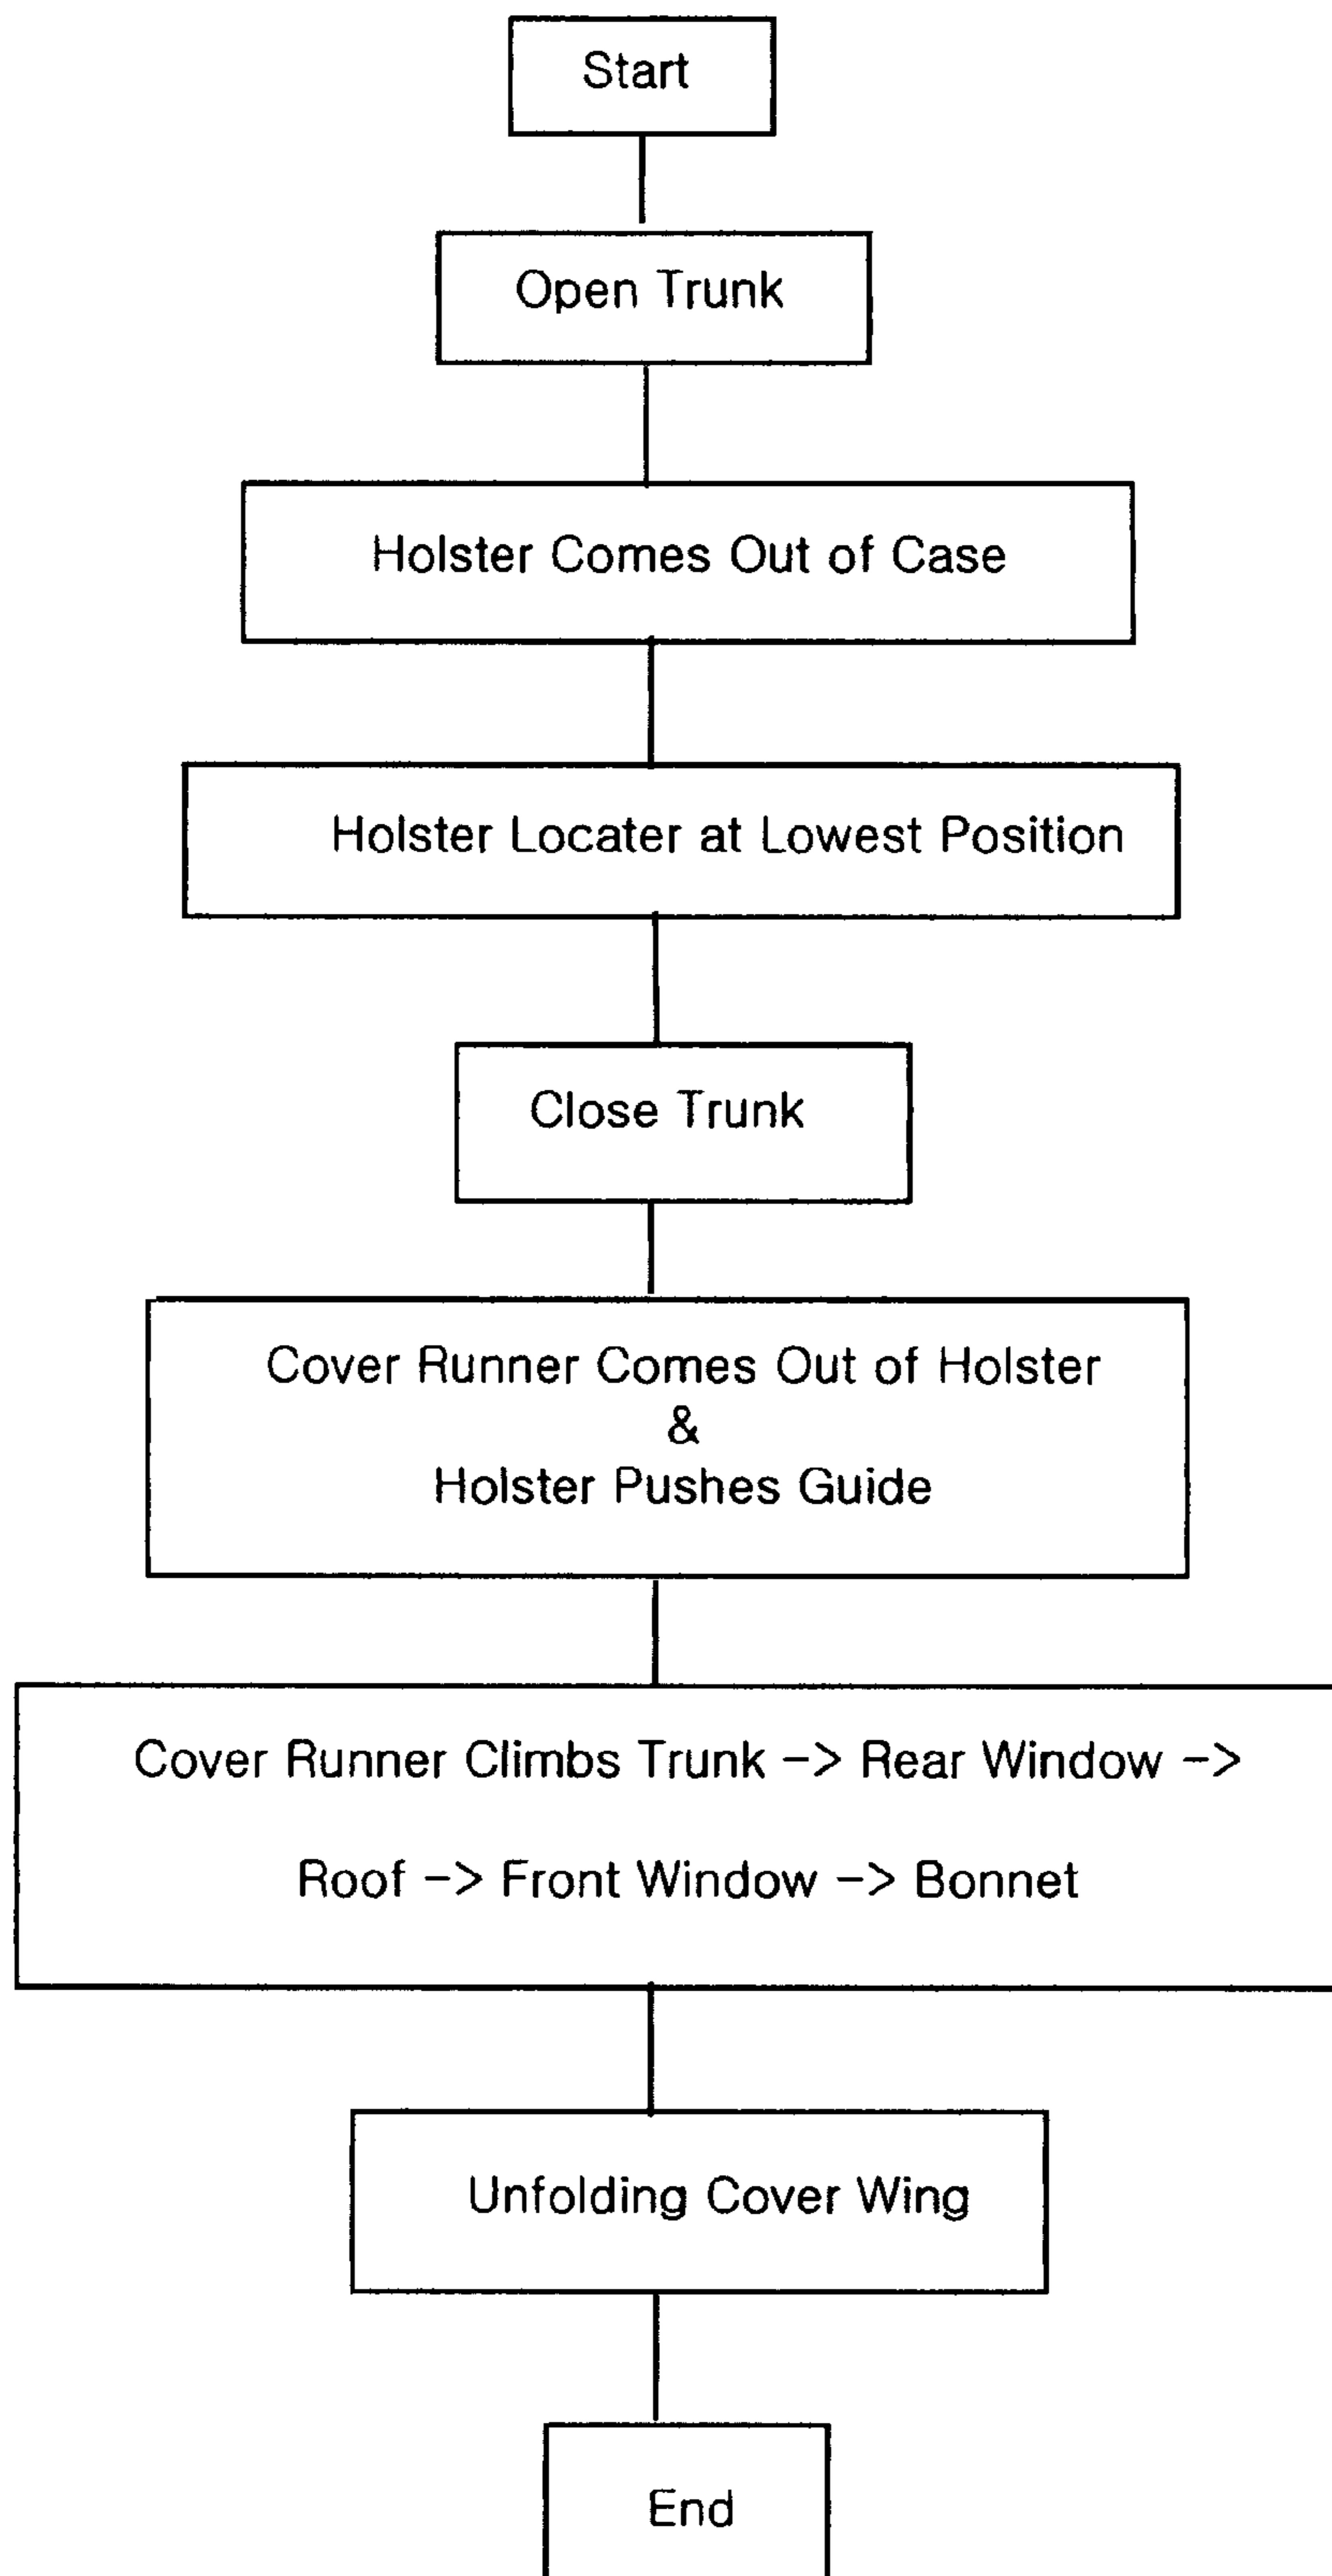 Start
Open Trunk
Holster Comes Out of Case
Holster Locater at Lowest Position
Close Trunk
Cover Runner Comes Out of Holster
&
Holster Pushes Guide
Cover Runner Climbs Trunk -> Rear Window ->
Roof -> Front Window -> Bonnet
Unfolding Cover Wing
End